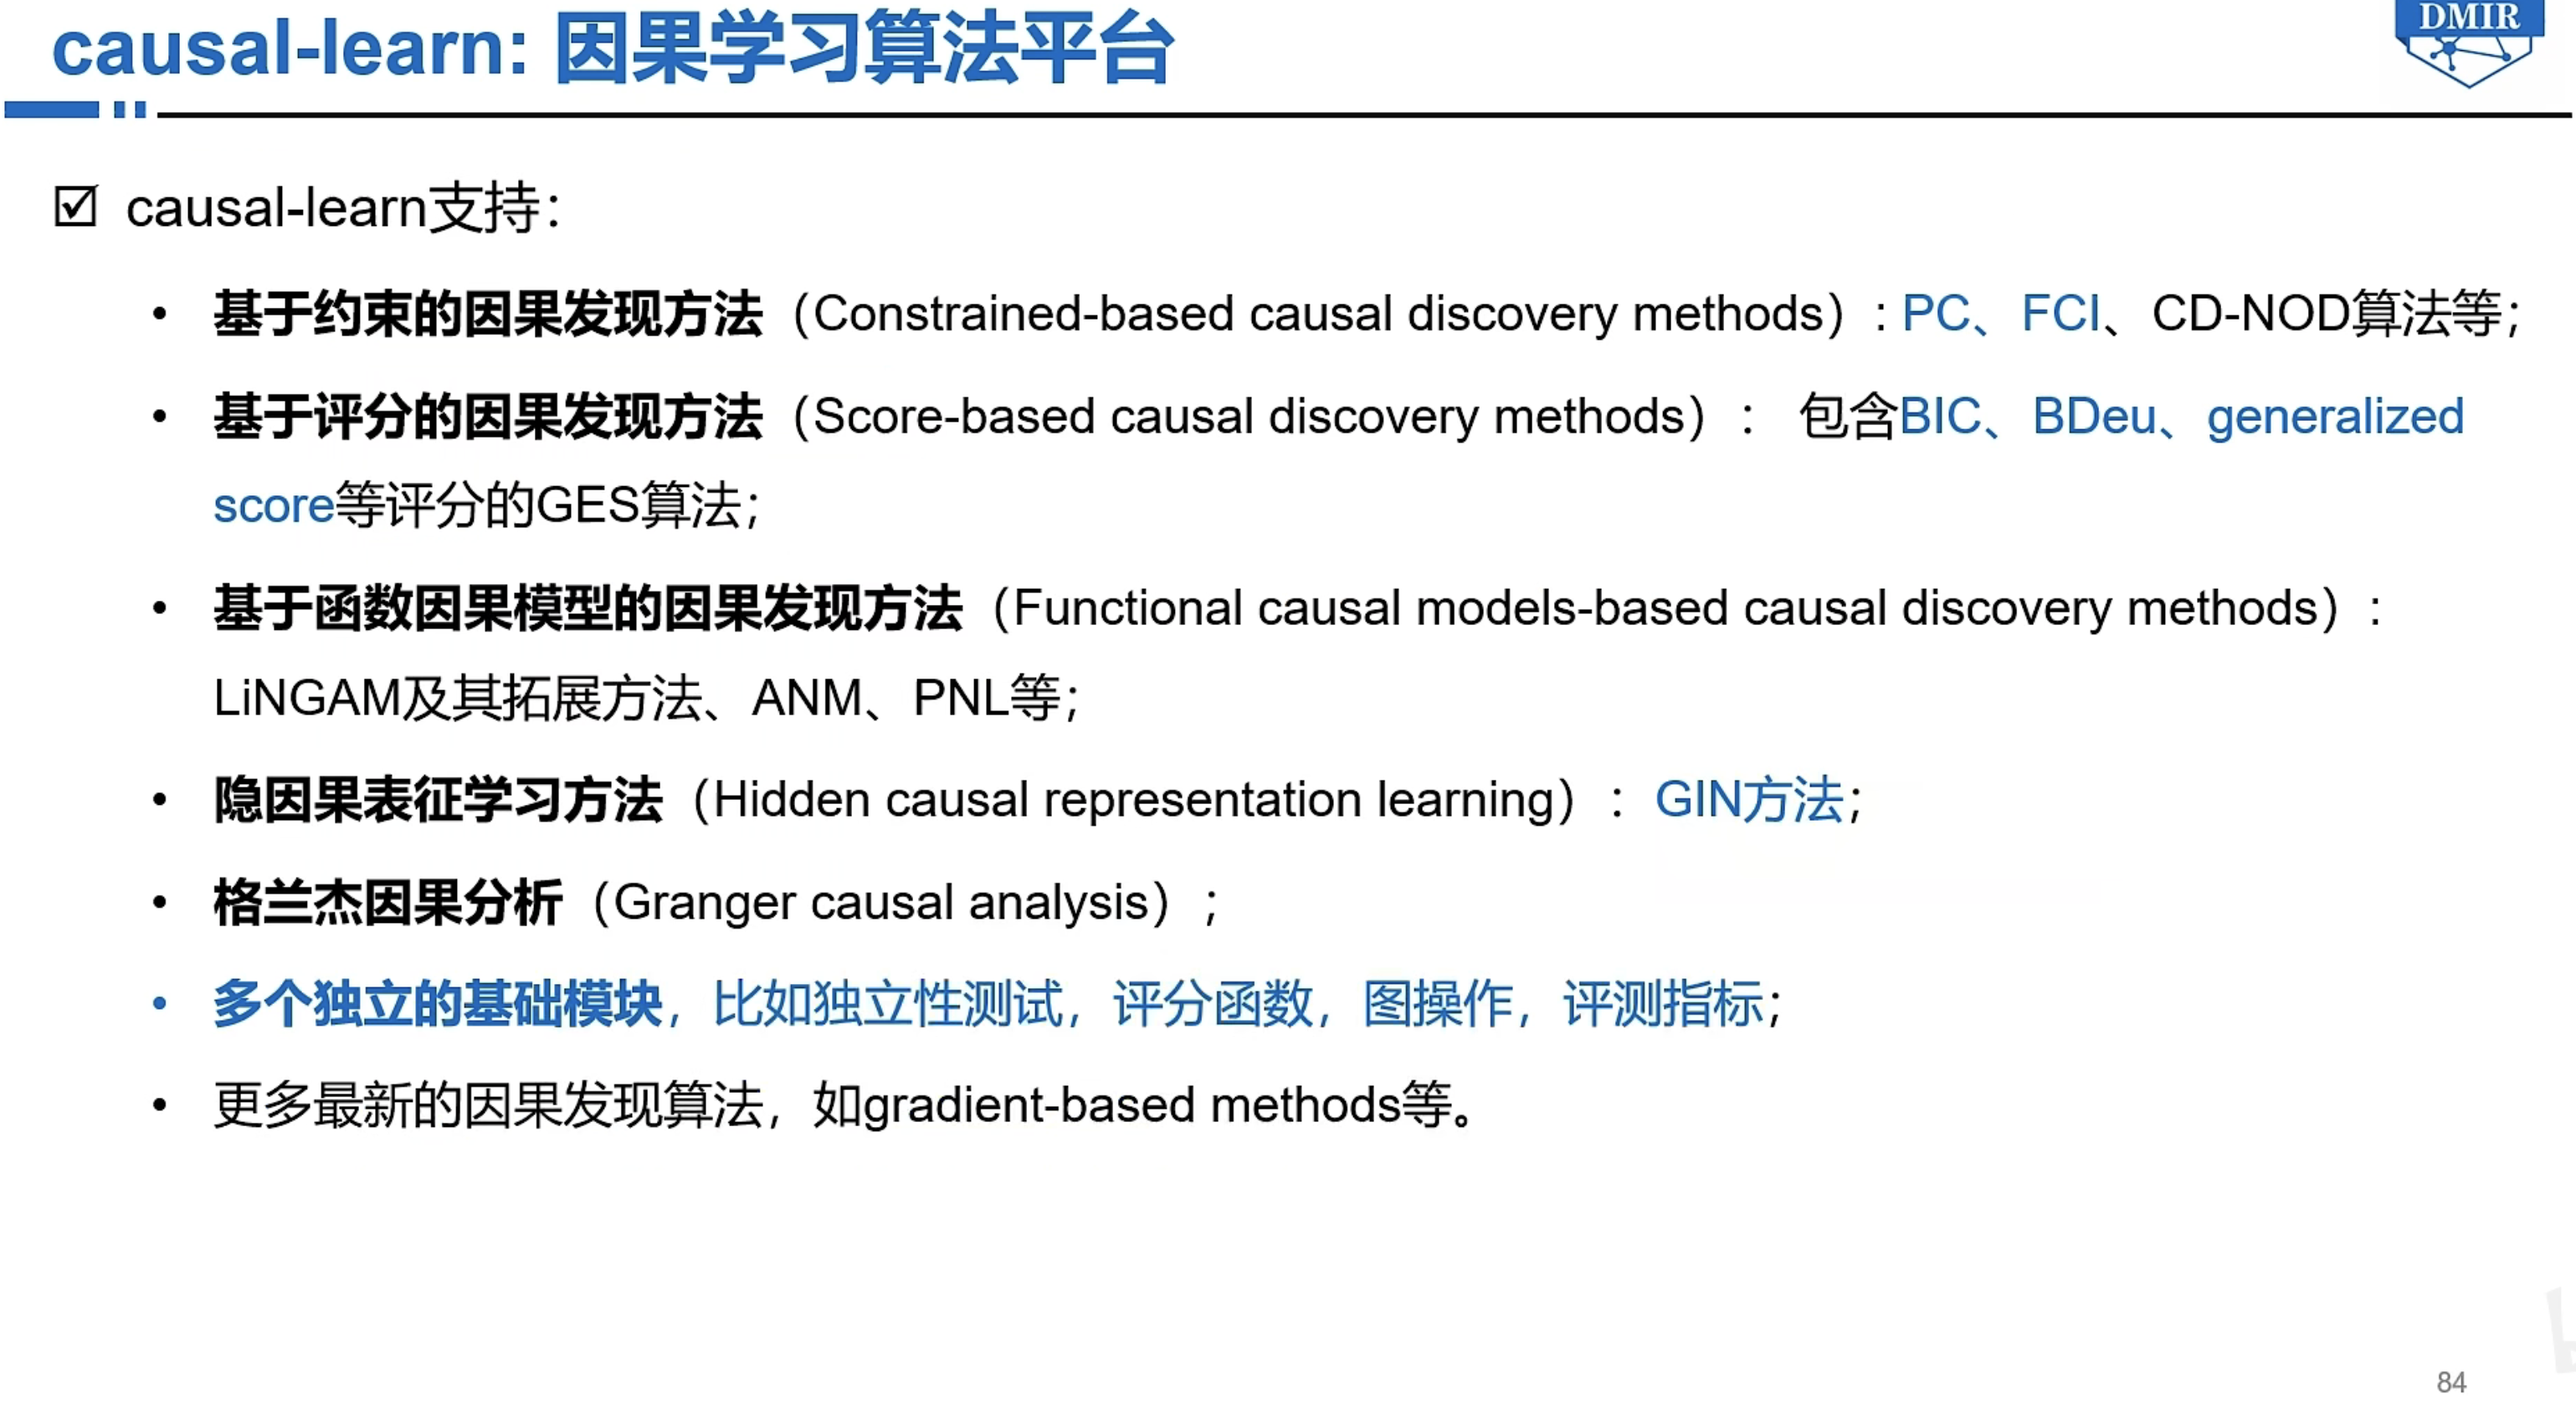 causal-learn: 因果学习算法平台
DMIR
causal-learn支持：
• 基于约束的因果发现方法（Constrained-based causal discovery methods）: PC、FCI、CD-NOD算法等；
• 基于评分的因果发现方法（Score-based causal discovery methods）： 包含BIC、BDeu、generalized
score等评分的GES算法；
• 基于函数因果模型的因果发现方法（Functional causal models-based causal discovery methods）:
LiNGAM及其拓展方法、ANM、PNL等；
• 隐因果表征学习方法（Hidden causal representation learning）：GIN方法；
• 格兰杰因果分析（Granger causal analysis）；
• 多个独立的基础模块，比如独立性测试，评分函数，图操作，评测指标；
• 更多最新的因果发现算法，如gradient-based methods等。
84